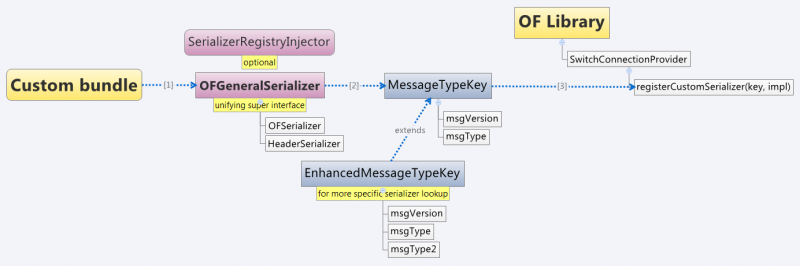 OF Library
SerializerRegistryInjector
optional
SwitchConnectionProvider
Custom bundle
[1]
OFGeneralSerializer
[2]
MessageTypeKey
[3]
registerCustomSerializer(key, impl)
unifying super interface
OFSerializer
HeaderSerializer
msgVersion
msgType
extends
EnhancedMessageTypeKey
for more specific serializer lookup
msgVersion
msgType
msgType2